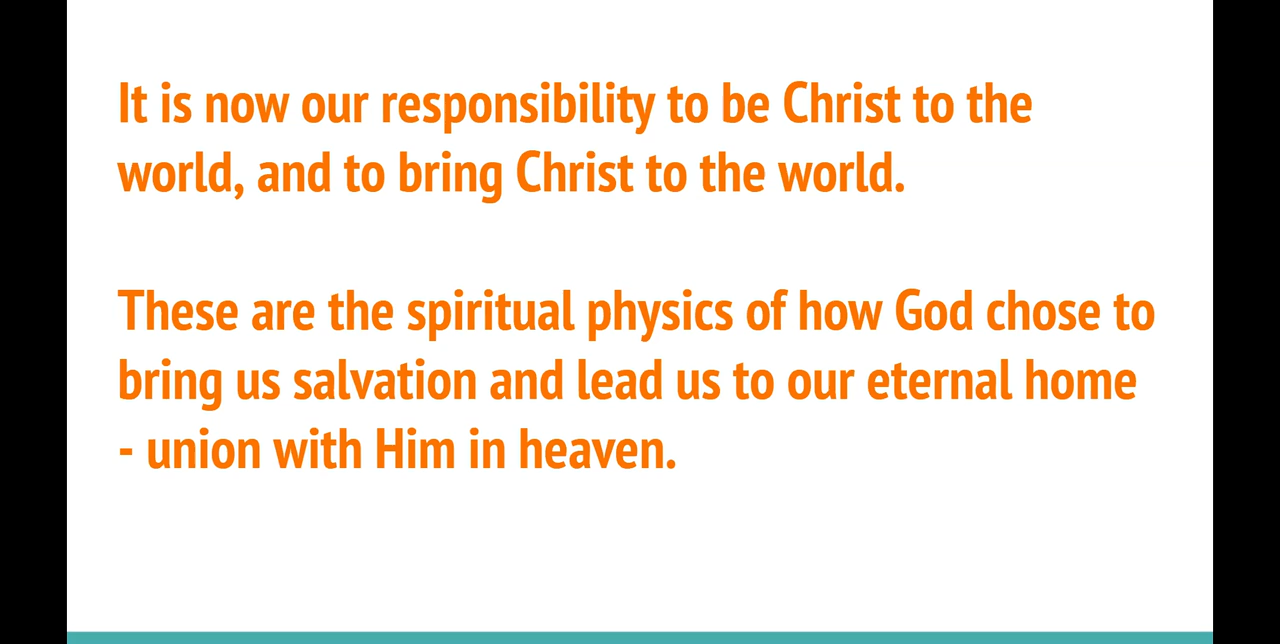 It is now our responsibility to be Christ to the
world, and to bring Christ to the world.
These are the spiritual physics of how God chose to
bring us salvation and lead us to our eternal home
- union with Him in heaven.